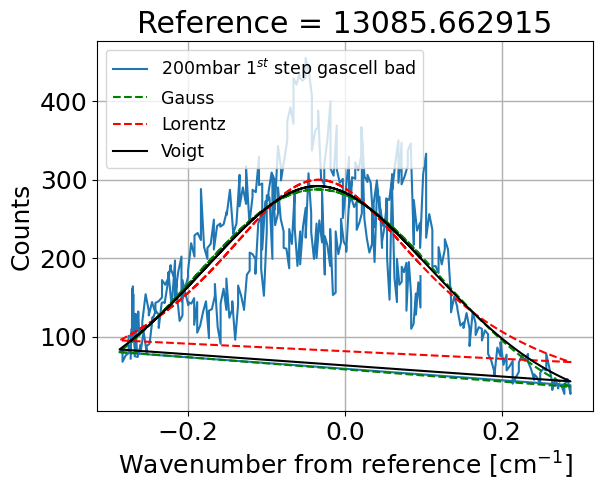 Reference = 13085.662915
200mbar 1st step gascell bad
Gauss
Lorentz
Voigt
Counts
400
300
200
100
−0.2 0.0 0.2
Wavenumber from reference [cm−1]